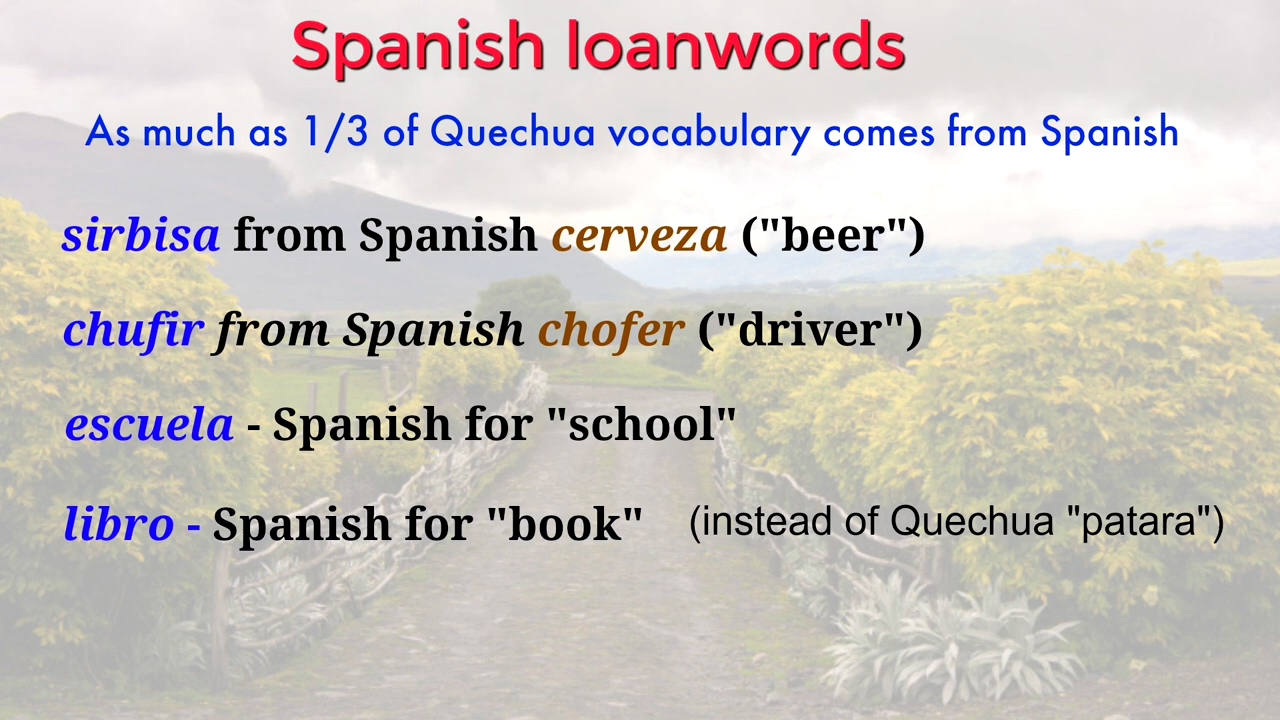 Spanish loanwords
As much as 1/3 of Quechua vocabulary comes from Spanish
sirbisa from Spanish cerveza ("beer")
chufir from Spanish chofer ("driver")
escuela - Spanish for "school"
libro - Spanish for "book" (instead of Quechua "patara")